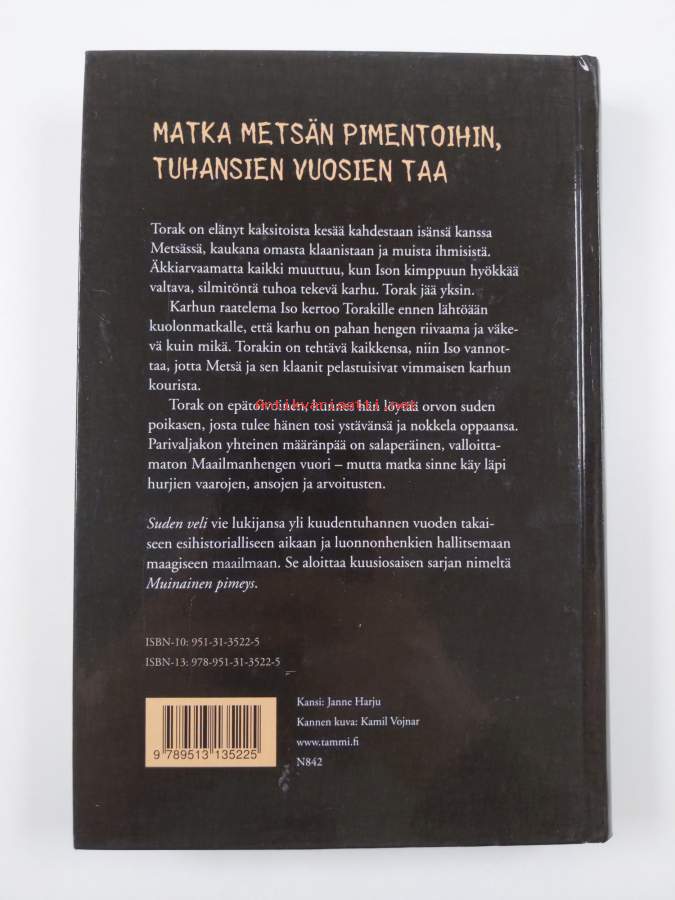 MATKA METSÄN PIMENTOIHIN,
TUHANSIEN VUOSIEN TAA
Torak on elänyt kaksitoista kesää kahdestaan isänsä kanssa
Metsässä, kaukana omasta klaanistaan ja muista ihmisistä.
Äkkiarvaamatta kaikki muuttuu, kun Ison kimppuun hyökkää
valtava, silmitöntä tuhoa tekevä karhu. Torak jää yksin.
Karhun raatelema Iso kertoo Torakille ennen lähtöään
kuolonmatkalle, että karhu on pahan hengen riivaama ja väke-
vä kuin mikä. Torakin on tehtävä kaikkensa, niin Iso vannot-
taa, jotta Metsä ja sen klaanit pelastuisivat vimmaisen karhun
kourista.
Antikvariaatti.net
Torak on epätoivoinen, kunnes hän löytää orvon suden
poikasen, josta tulee hänen tosi ystävänsä ja nokkela oppaansa.
Parivaljakon yhteinen määränpää on salaperäinen, valloitta-
maton Maailmanhengen vuori – mutta matka sinne käy läpi
hurjien vaarojen, ansojen ja arvoitusten.
Suden veli vie lukijansa yli kuudentuhannen vuoden takai-
seen esihistorialliseen aikaan ja luonnonhenkien hallitsemaan
maagiseen maailmaan. Se aloittaa kuusiosaisen sarjan nimeltä
Muinainen pimeys.
ISBN-10: 951-31-3522-5
ISBN-13: 978-951-31-3522-5
9 789513 135225
Kansi: Janne Harju
Kannen kuva: Kamil Vojnar
www.tammi.fi
N842